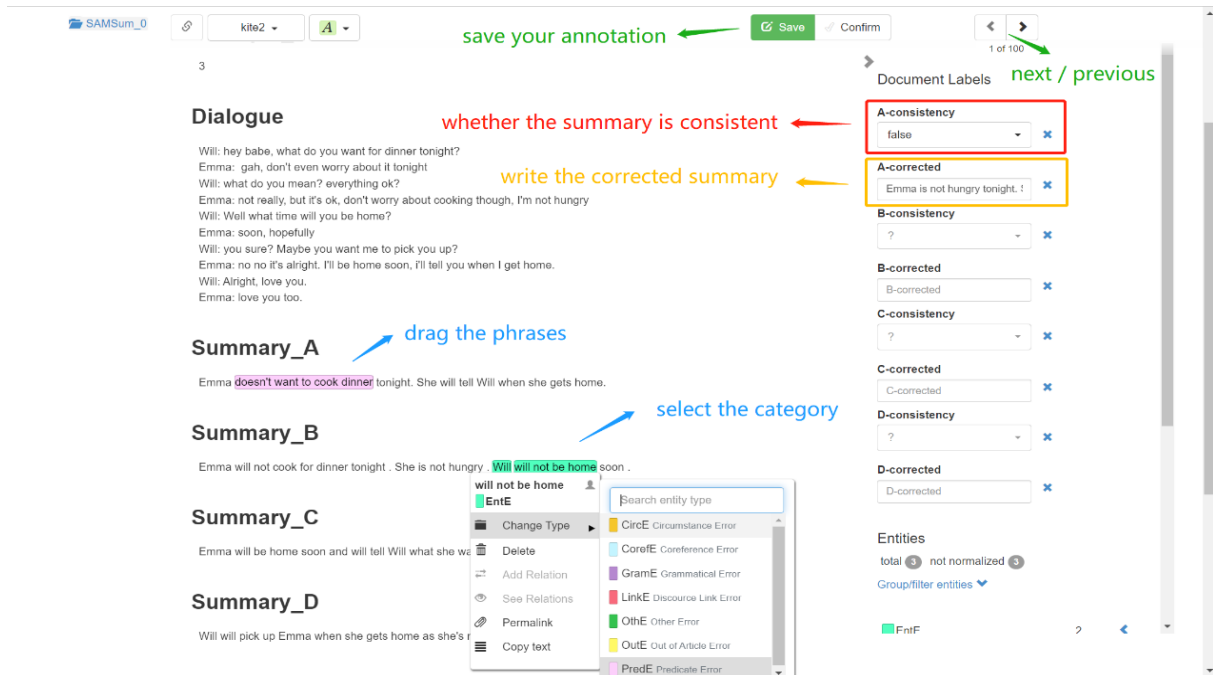 SAMSum_0
kite2
A
save your annotation
Save
Confirm
1 of 100
next / previous
3
Document Labels
Dialogue
whether the summary is consistent
A-consistency
false
Will: hey babe, what do you want for dinner tonight?
Emma: gah, don't even worry about it tonight
Will: what do you mean? everything ok?
Emma: not really, but it's ok, don't worry about cooking though, I'm not hungry
Will: Well what time will you be home?
Emma: soon, hopefully
Will: you sure? Maybe you want me to pick you up?
Emma: no no it's alright. I'll be home soon, i'll tell you when I get home.
Will: Alright, love you.
Emma: love you too.
write the corrected summary
A-corrected
Emma is not hungry tonight.
B-consistency
?
B-corrected
B-corrected
C-consistency
?
C-corrected
C-corrected
D-consistency
?
D-corrected
D-corrected
drag the phrases
Summary_A
Emma doesn't want to cook dinner tonight. She will tell Will when she gets home.
select the category
Summary_B
Emma will not cook for dinner tonight . She is not hungry . Will will not be home soon .
will not be home
EntE
Change Type
Delete
Add Relation
See Relations
Permalink
Copy text
Search entity type
CircE Circumstance Error
CorefE Coreference Error
GramE Grammatical Error
LinkE Discource Link Error
OthE Other Error
OutE Out of Article Error
PredE Predicate Error
Summary_C
Emma will be home soon and will tell Will what she
Summary_D
Will will pick up Emma when she gets home as she's
Entities
total 3 not normalized 3
Group/filter entities
EntE 2